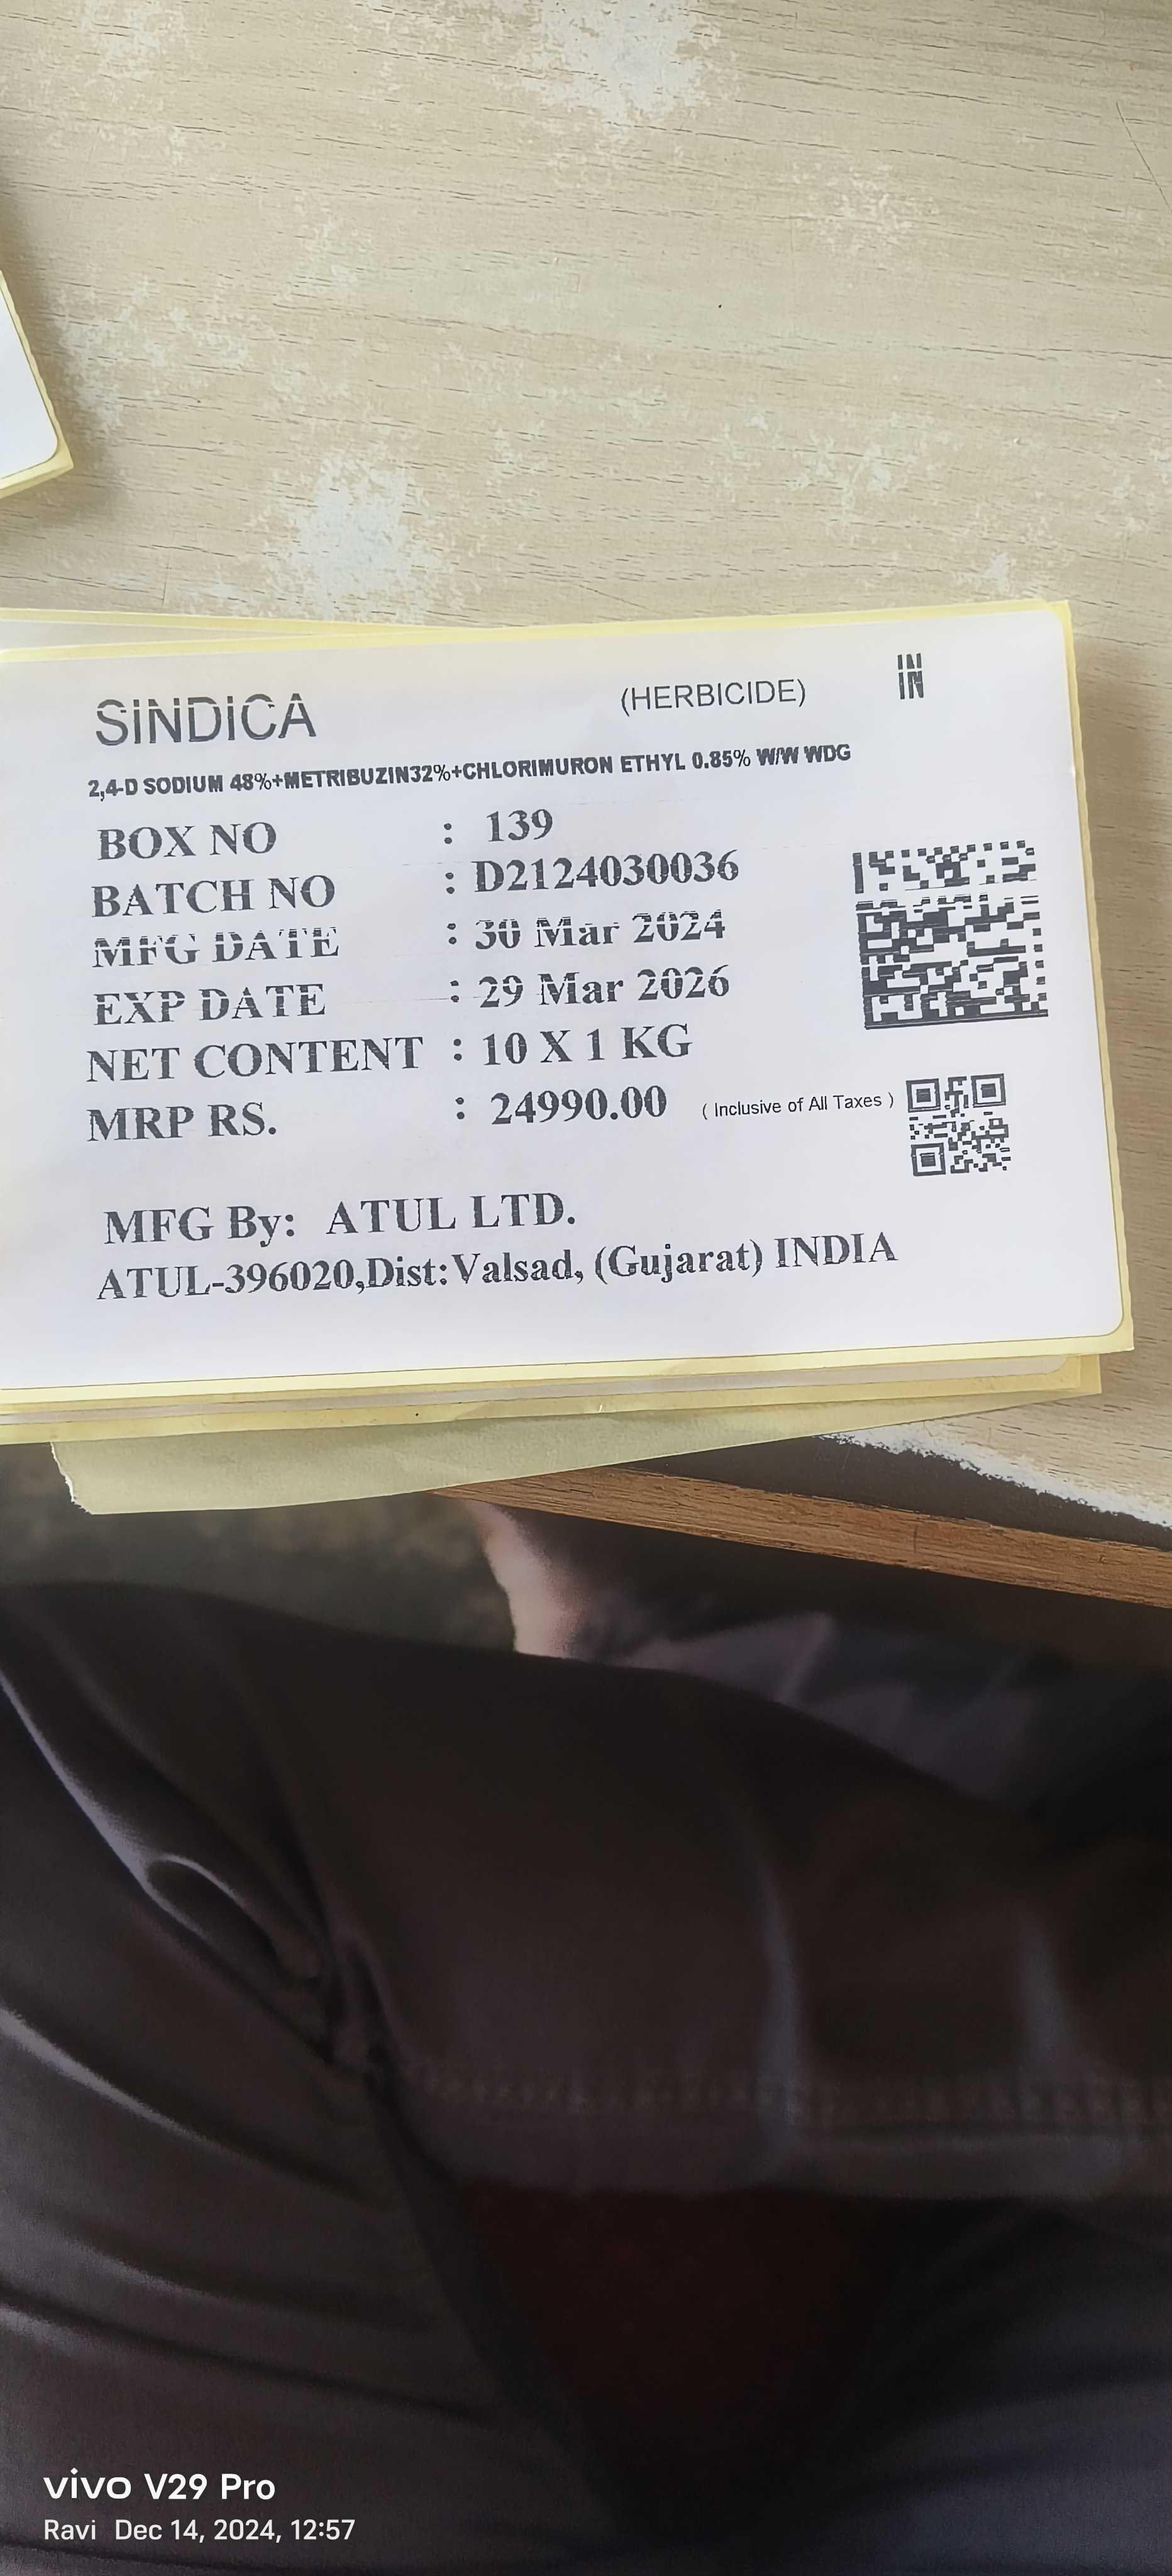 SINDICA (HERBICIDE) IN
IN
2,4-D SODIUM 48%+METRIBUZIN32%+CHLORIMURON ETHYL 0.85% W/W WDG
BOX NO : 139
BATCH NO : D2124030036
MFG DATE : 30 Mar 2024
EXP DATE : 29 Mar 2026
NET CONTENT : 10 X 1 KG
MRP RS. : 24990.00 ( Inclusive of All Taxes )
MFG By: ATUL LTD.
ATUL-396020,Dist:Valsad, (Gujarat) INDIA
vivo V29 Pro
Ravi Dec 14, 2024, 12:57